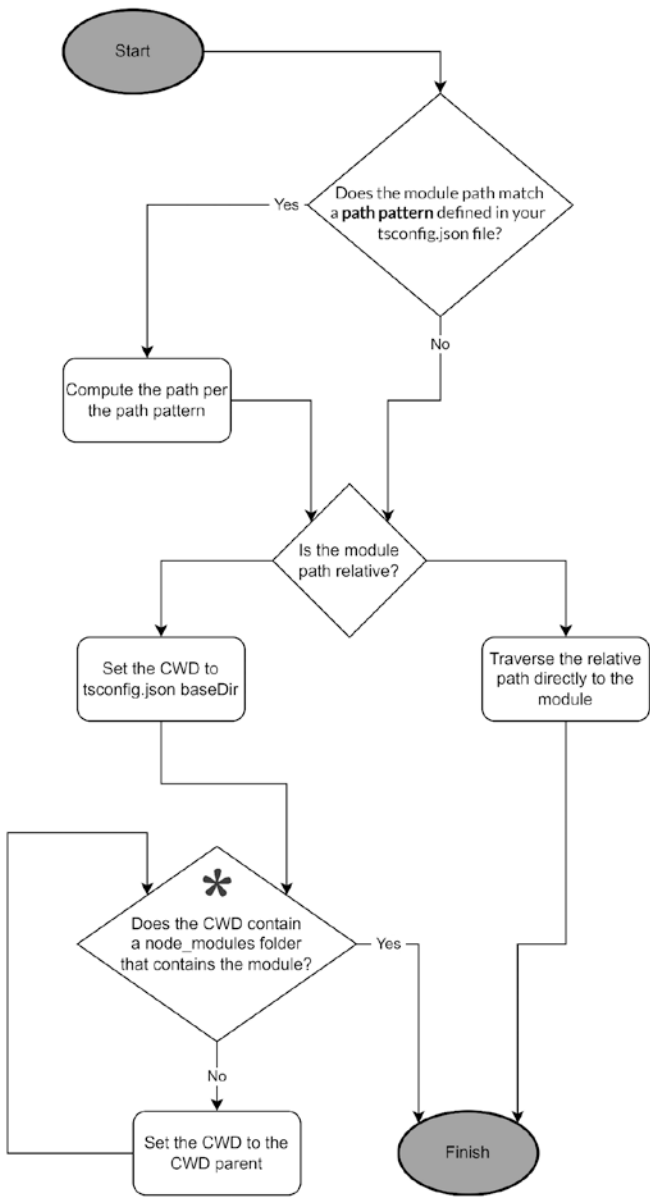 Start
Does the module path match
a path pattern defined in your
tsconfig.json file?
Yes
No
Compute the path per
the path pattern
Is the module
path relative?
Set the CWD to
tsconfig.json baseDir
Traverse the relative
path directly to the
module
*
Does the CWD contain
a node_modules folder
that contains the module?
Yes
No
Set the CWD to the
CWD parent
Finish